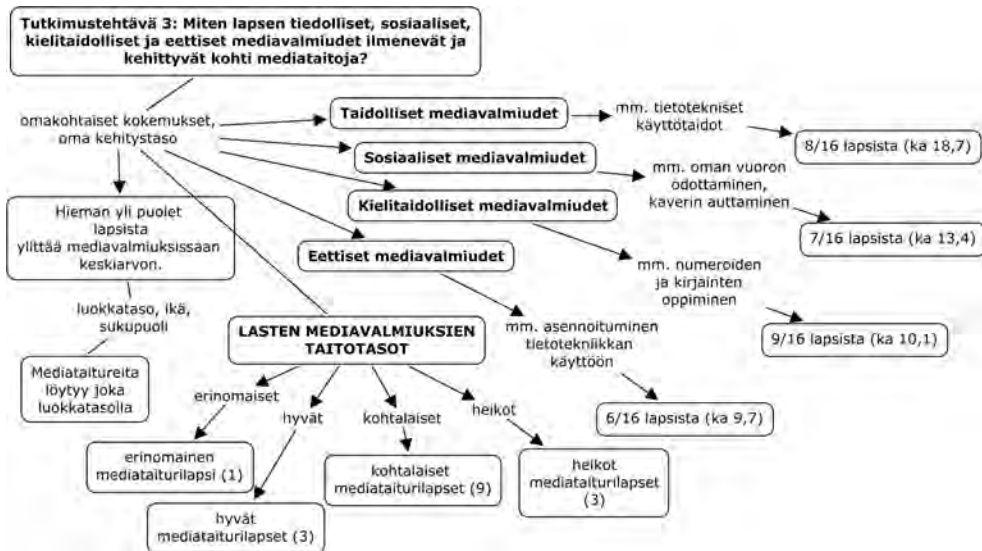 Tutkimustehtävä 3: Miten lapsen tiedolliset, sosiaaliset,
kielitaidolliset ja eettiset mediavalmiudet ilmenevät ja
kehittyvät kohti mediataitoja?
omakohtaiset kokemukset,
oma kehitystaso
Taidolliset mediavalmiudet
mm. tietotekniset
käyttötaidot
8/16 lapsista (ka 18,7)
Sosiaaliset mediavalmiudet
mm. oman vuoron
odottaminen,
kaverin auttaminen
7/16 lapsista (ka 13,4)
Kielitaidolliset mediavalmiudet
mm. numeroiden
ja kirjainten
oppiminen
9/16 lapsista (ka 10,1)
Eettiset mediavalmiudet
mm. asennoituminen
tietotekniikkan
käyttöön
6/16 lapsista (ka 9,7)
Hieman yli puolet
lapsista
ylittää mediavalmiuksissaan
keskiarvon.
luokkataso, ikä,
sukupuoli
Mediataitureita
löytyy joka
luokkatasolla
LASTEN MEDIAVALMIUKSIEN
TAITOTASOT
erinomaiset
hyvät
kohtalaiset
heikot
erinomainen
mediataiturilapsi (1)
hyvät
mediataiturilapset (3)
kohtalaiset
mediataiturilapset (9)
heikot
mediataiturilapset
(3)